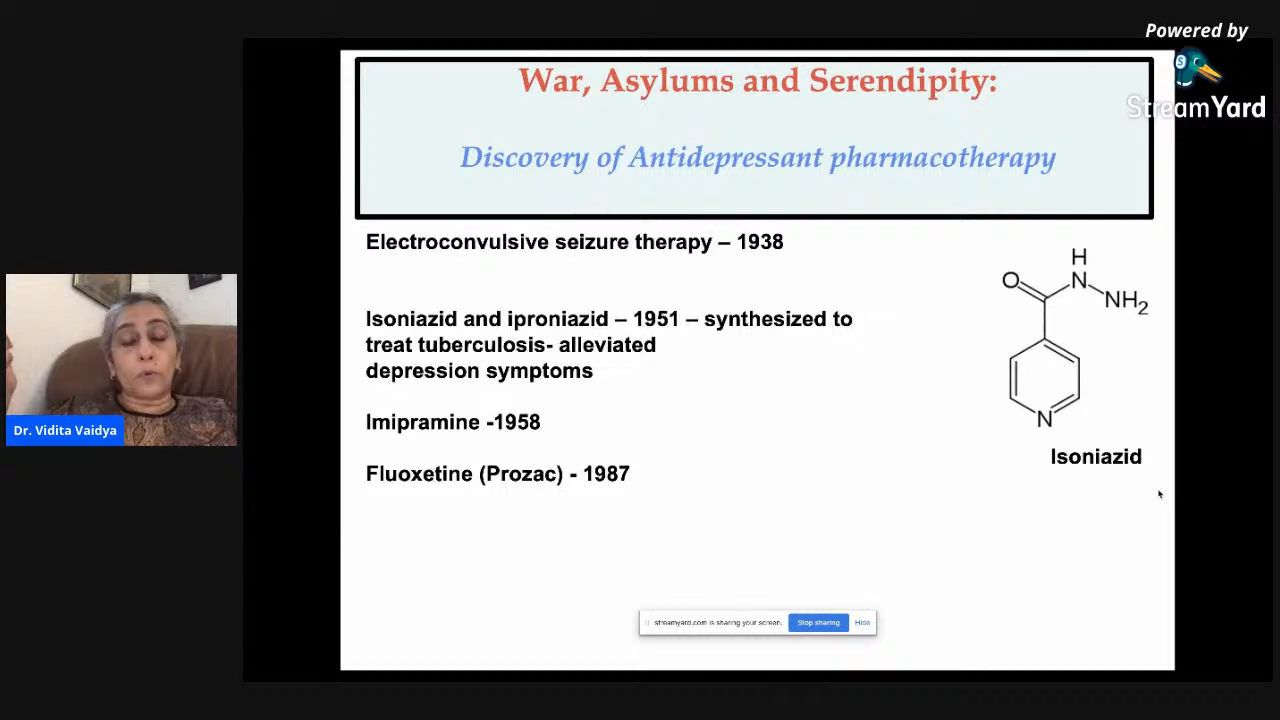 Powered by
StreamYard
War, Asylums and Serendipity:
Discovery of Antidepressant pharmacotherapy
Electroconvulsive seizure therapy – 1938
Isoniazid and iproniazid – 1951 – synthesized to
treat tuberculosis- alleviated
depression symptoms
Imipramine -1958
Fluoxetine (Prozac) - 1987
H
O
N
NH2
N
Isoniazid
Dr. Vidita Vaidya
streamyard.com is sharing your screen.
Stop sharing
Hide